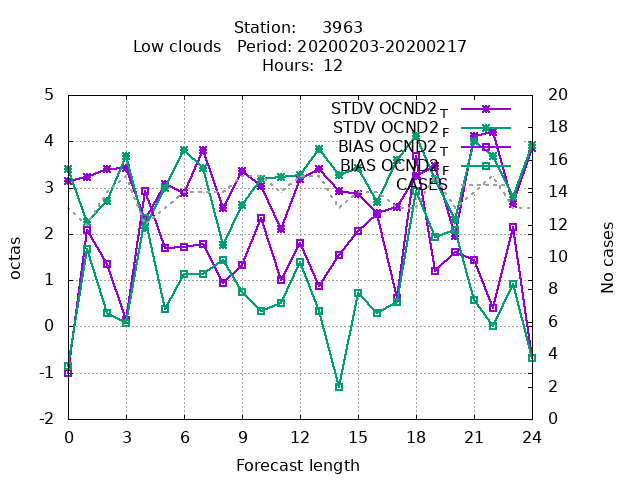 Station: 3963
Low clouds Period: 20200203-20200217
Hours: 12
5
4
3
2
1
0
-1
-2
octas
20
18
16
14
12
10
8
6
4
2
0
No cases
STDV OCND2 T
STDV OCND2 F
BIAS OCND2 T
BIAS OCND2 F
CASES
0 3 6 9 12 15 18 21 24
Forecast length